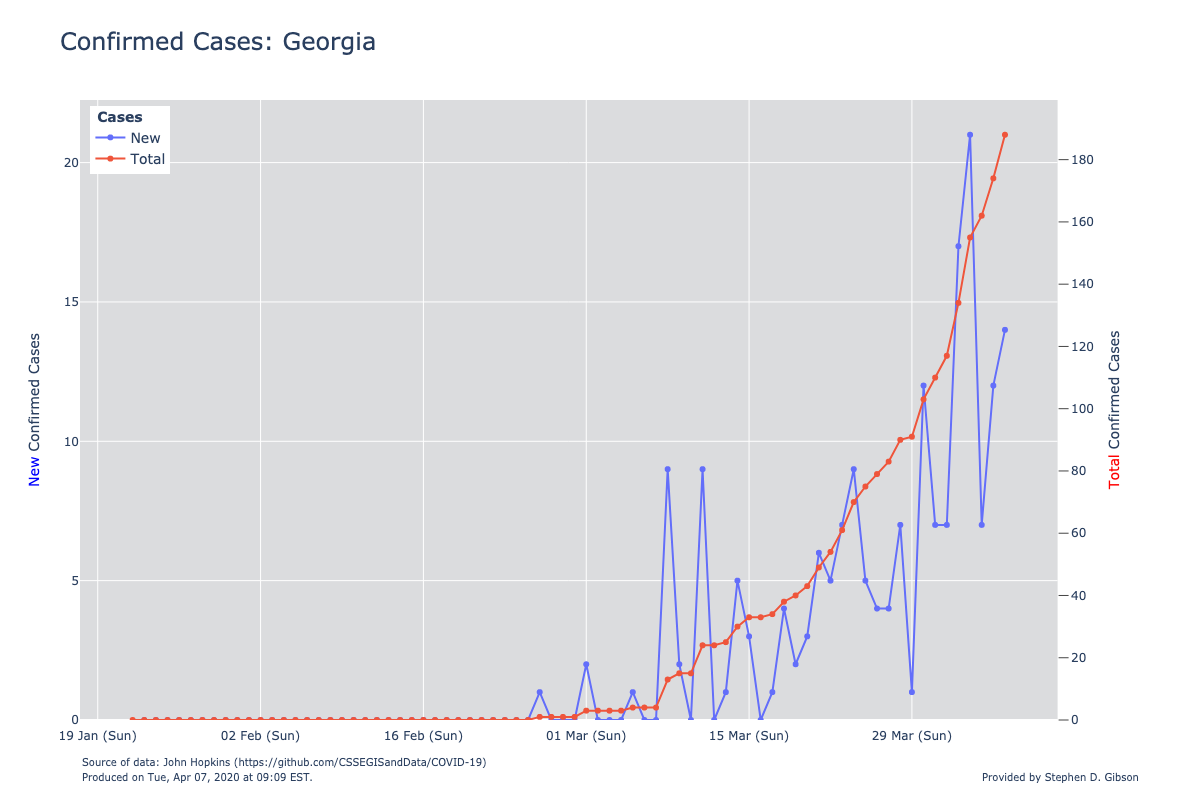 Confirmed Cases: Georgia
Cases
New
Total
20
15
10
5
0
180
160
140
120
100
80
60
40
20
0
New Confirmed Cases
Total Confirmed Cases
19 Jan (Sun)
02 Feb (Sun)
16 Feb (Sun)
01 Mar (Sun)
15 Mar (Sun)
29 Mar (Sun)
Source of data: John Hopkins (https://github.com/CSSEGISandData/COVID-19)
Produced on Tue, Apr 07, 2020 at 09:09 EST.
Provided by Stephen D. Gibson